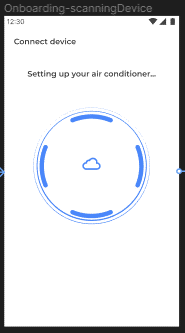 Onboarding-scanningDevice
12:30
Connect device
Setting up your air conditioner...